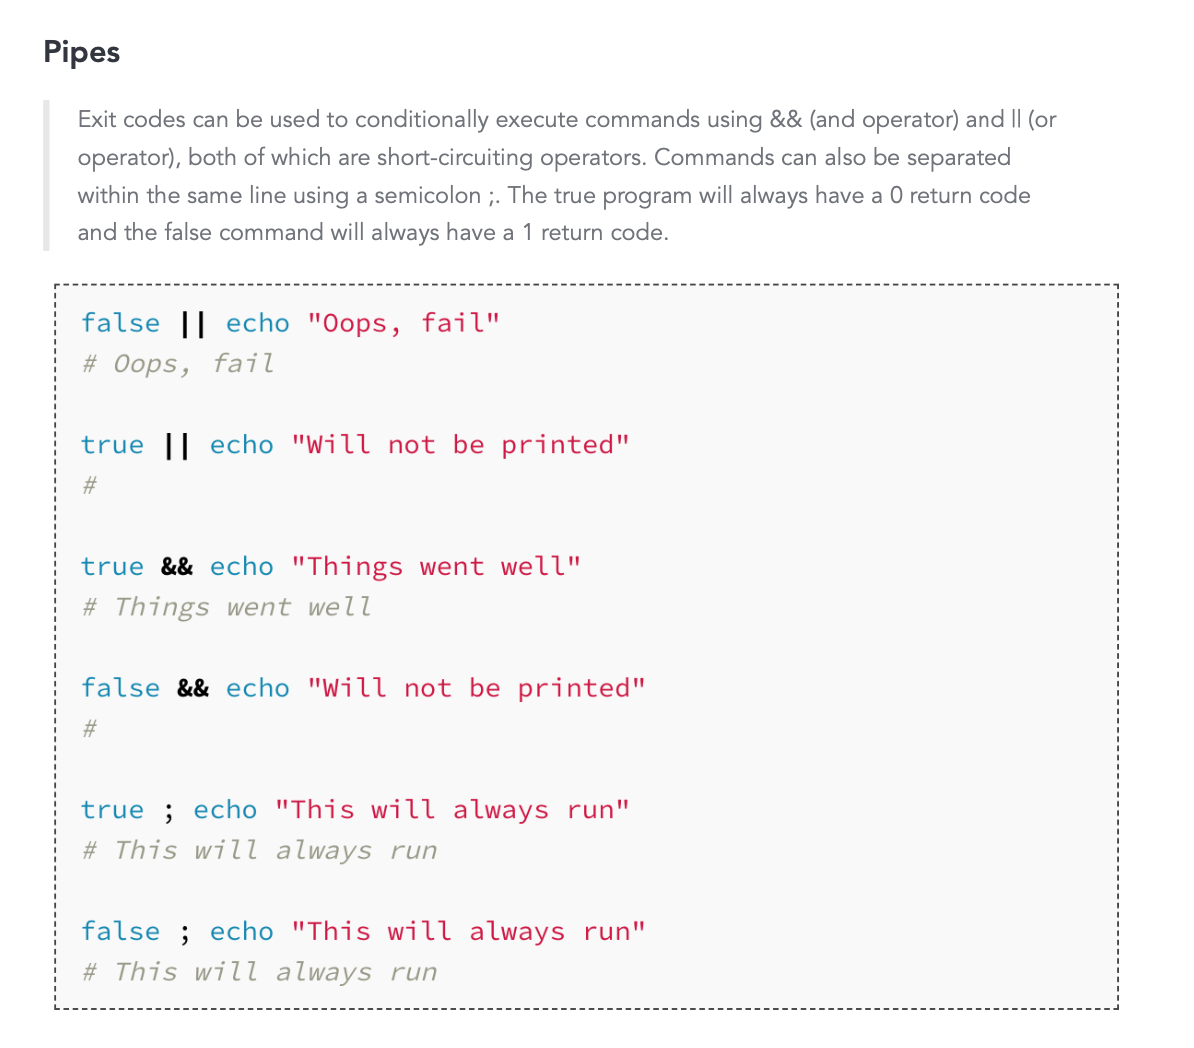 Pipes
Exit codes can be used to conditionally execute commands using && (and operator) and || (or
operator), both of which are short-circuiting operators. Commands can also be separated
within the same line using a semicolon ;. The true program will always have a 0 return code
and the false command will always have a 1 return code.
false || echo "Oops, fail"
# Oops, fail
true || echo "Will not be printed"
#
true && echo "Things went well"
# Things went well
false && echo "Will not be printed"
#
true ; echo "This will always run"
# This will always run
false ; echo "This will always run"
# This will always run